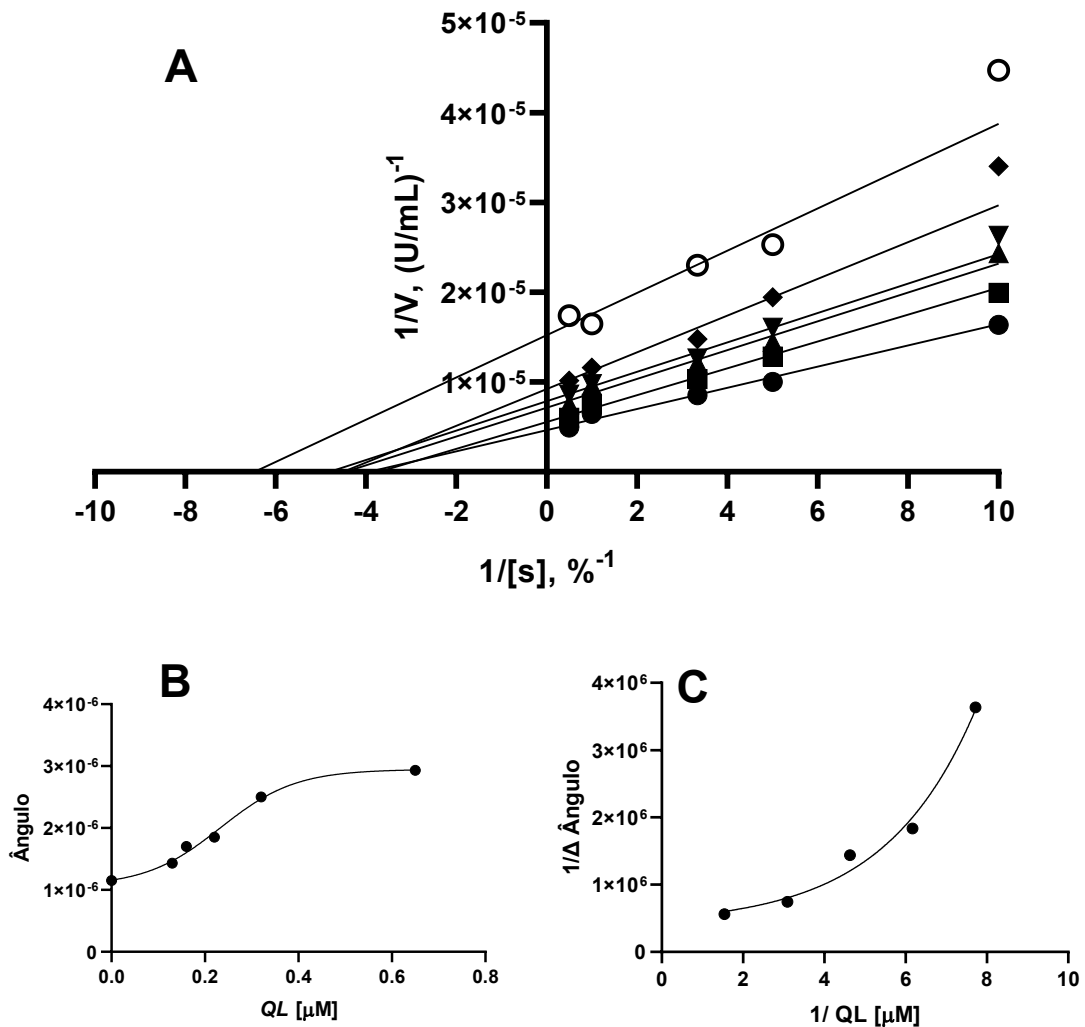 A
5×10⁻⁵
4×10⁻⁵
3×10⁻⁵
2×10⁻⁵
1×10⁻⁵
1/V, (U/mL)⁻¹
-10 -8 -6 -4 -2 0 2 4 6 8 10
1/[s], %⁻¹
B
4×10⁻⁶
3×10⁻⁶
2×10⁻⁶
1×10⁻⁶
0
Ângulo
0.0 0.2 0.4 0.6 0.8
QL [μM]
C
4×10⁶
3×10⁶
2×10⁶
1×10⁶
0
1/Δ Ângulo
0 2 4 6 8 10
1/ QL [μM]